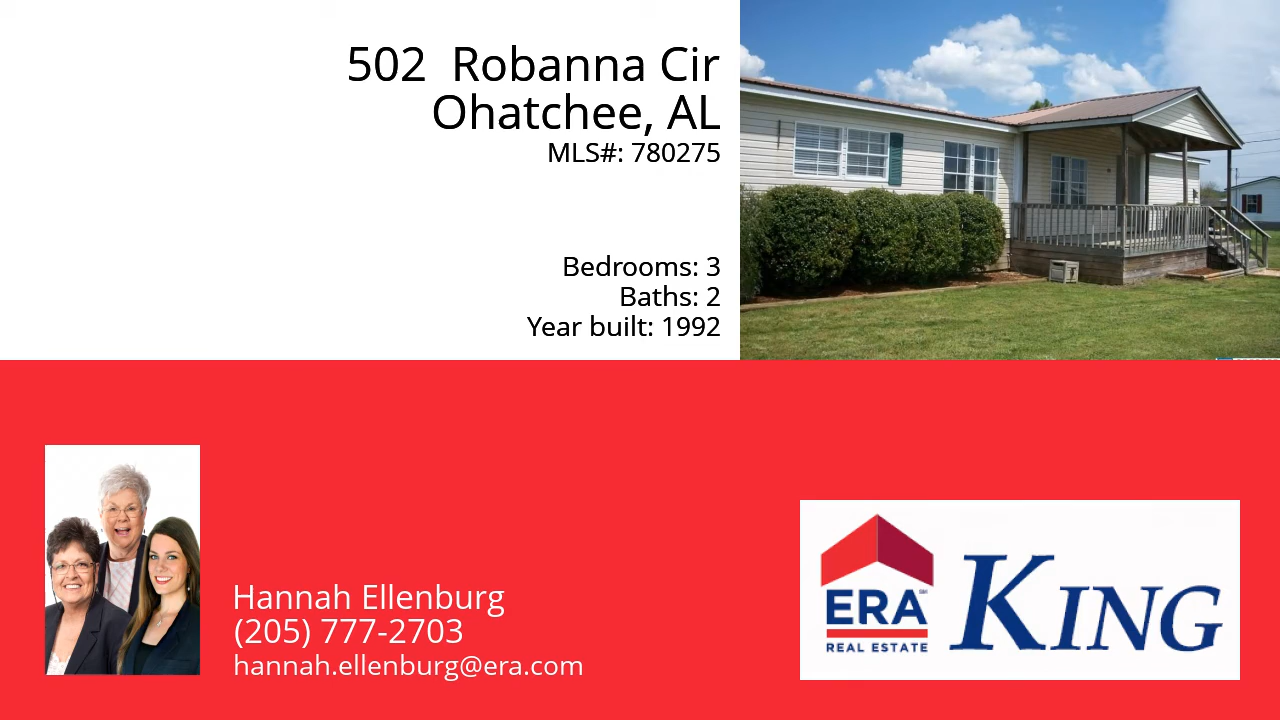 502  Robanna Cir
Ohatchee, AL
MLS#: 780275
Bedrooms: 3
Baths: 2
Year built: 1992
Hannah Ellenburg
(205) 777-2703
hannah.ellenburg@era.com
ERA
REAL ESTATE
KING